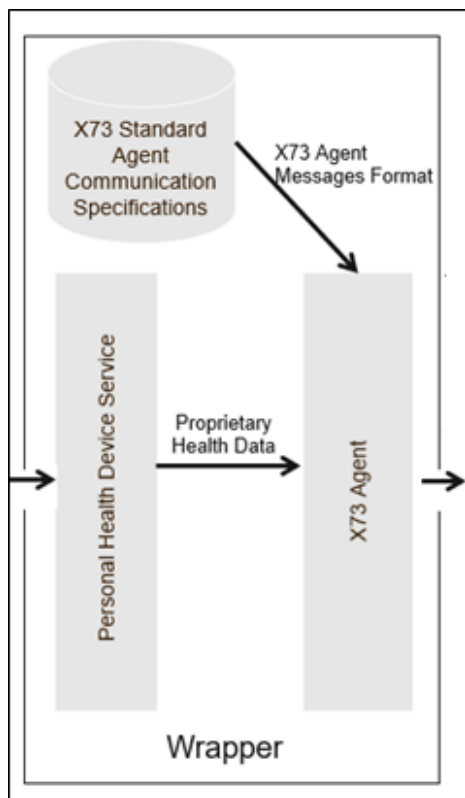 X73 Standard
Agent
Communication
Specifications
X73 Agent
Messages Format
Personal Health Device Service
Proprietary
Health Data
X73 Agent
Wrapper